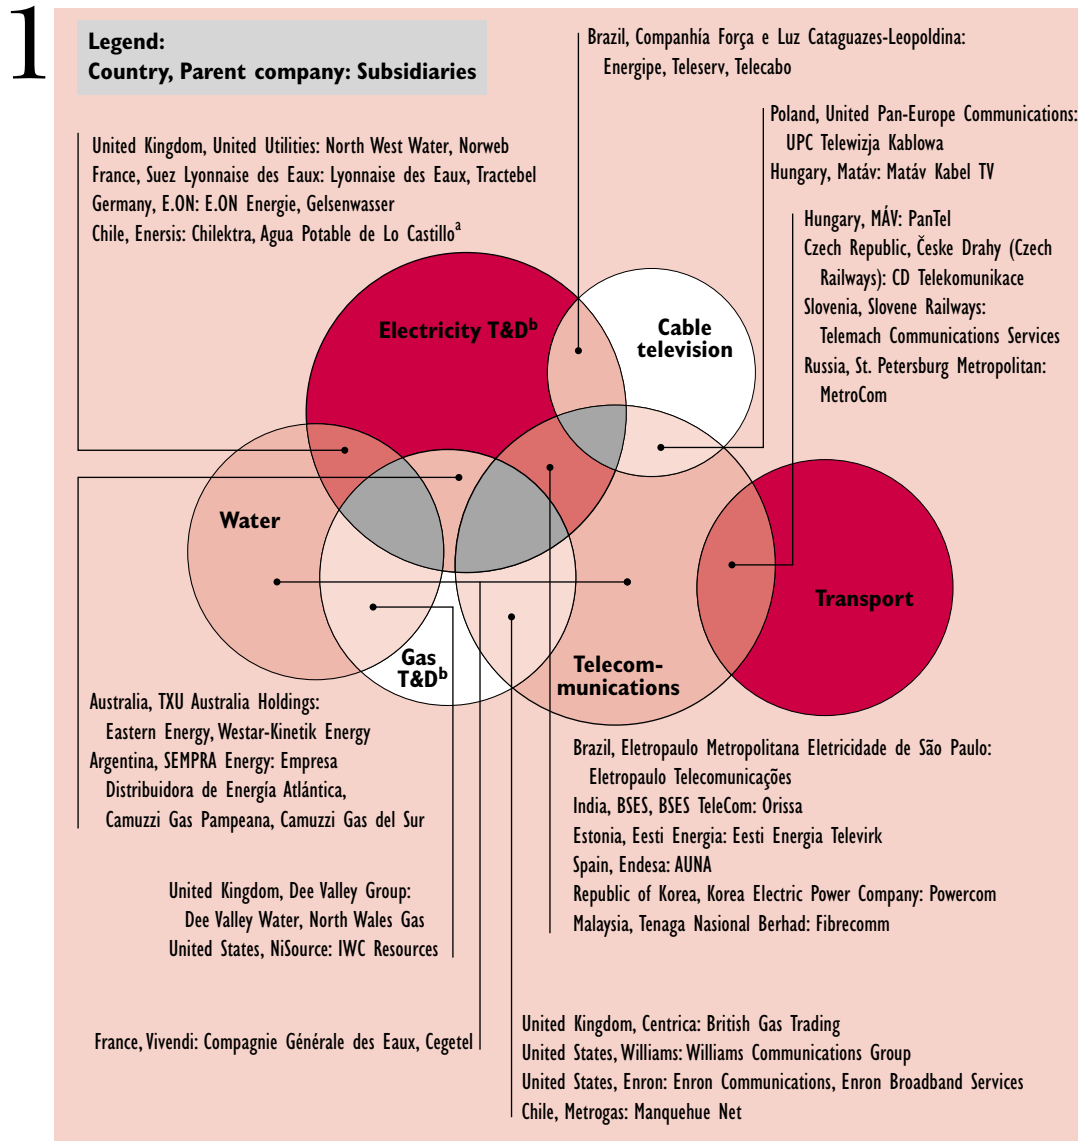 1
Legend:
Country, Parent company: Subsidiaries
Brazil, Companhía Força e Luz Cataguazes-Leopoldina:
Energipe, Teleserv, Telecabo
Poland, United Pan-Europe Communications:
UPC Telewizja Kablowa
Hungary, Matáv: Matáv Kabel TV
United Kingdom, United Utilities: North West Water, Norweb
France, Suez Lyonnaise des Eaux: Lyonnaise des Eaux, Tractebel
Germany, E.ON: E.ON Energie, Gelsenwasser
Chile, Enersis: Chilektra, Agua Potable de Lo Castillo^a
Hungary, MÁV: PanTel
Czech Republic, Česke Drahy (Czech
Railways): CD Telekomunikace
Slovenia, Slovene Railways:
Telemach Communications Services
Russia, St. Petersburg Metropolitan:
MetroCom
Electricity T&D^b
Cable
television
Water
Transport
Gas
T&D^b
Telecom-
munications
Australia, TXU Australia Holdings:
Eastern Energy, Westar-Kinetik Energy
Argentina, SEMPRA Energy: Empresa
Distribuidora de Energía Atlántica,
Camuzzi Gas Pampeana, Camuzzi Gas del Sur
Brazil, Eletropaulo Metropolitana Eletricidade de São Paulo:
Eletropaulo Telecomunicações
India, BSES, BSES TeleCom: Orissa
Estonia, Eesti Energia: Eesti Energia Televirk
Spain, Endesa: AUNA
Republic of Korea, Korea Electric Power Company: Powercom
Malaysia, Tenaga Nasional Berhad: Fibrecomm
United Kingdom, Dee Valley Group:
Dee Valley Water, North Wales Gas
United States, NiSource: IWC Resources
France, Vivendi: Compagnie Générale des Eaux, Cegetel
United Kingdom, Centrica: British Gas Trading
United States, Williams: Williams Communications Group
United States, Enron: Enron Communications, Enron Broadband Services
Chile, Metrogas: Manquehue Net